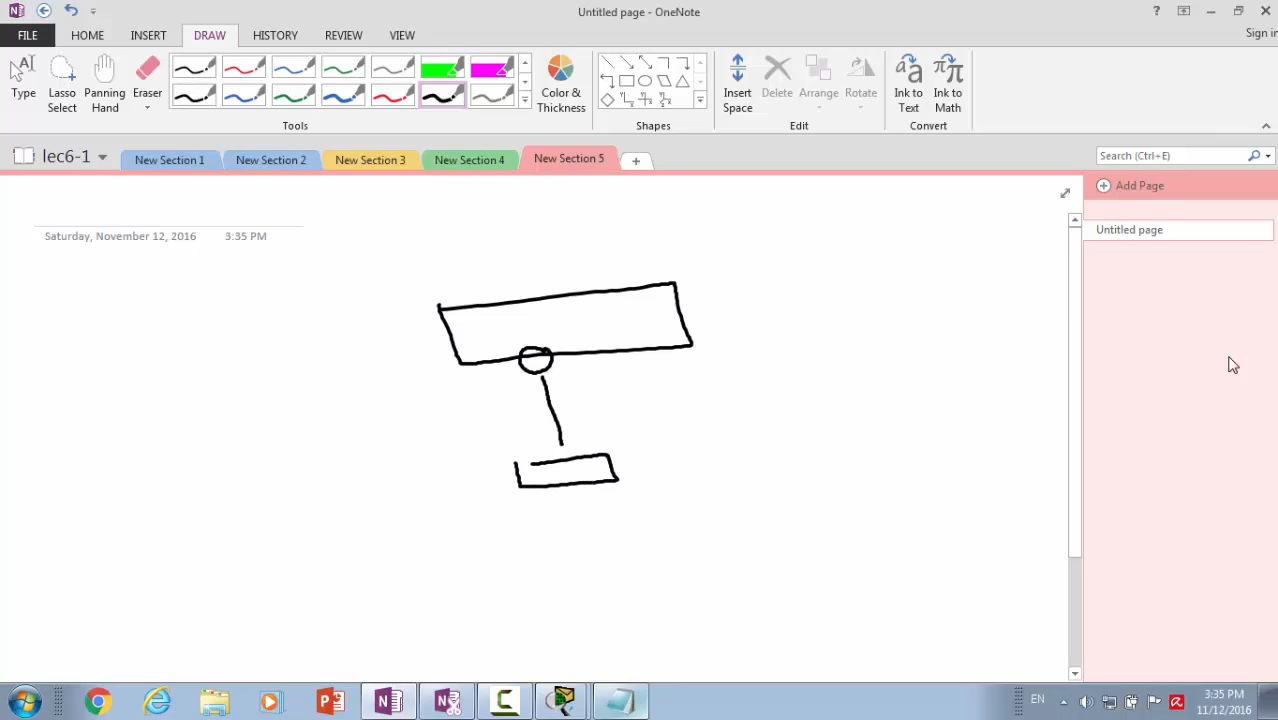 Untitled page - OneNote
?
Sign in
FILE HOME INSERT DRAW HISTORY REVIEW VIEW
Type
Lasso Select
Panning Hand
Eraser
Color & Thickness
Insert Space
Delete
Arrange
Rotate
Ink to Text
Ink to Math
Tools
Shapes
Edit
Convert
lec6-1
New Section 1
New Section 2
New Section 3
New Section 4
New Section 5
Search (Ctrl+E)
Add Page
Untitled page
Saturday, November 12, 2016 3:35 PM
EN
3:35 PM
11/12/2016